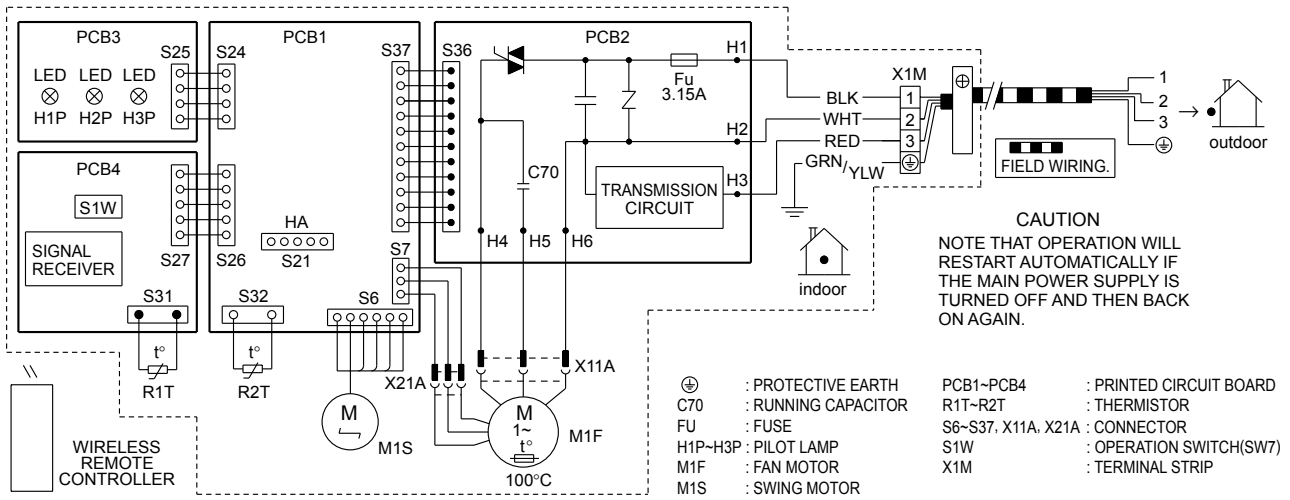 PCB3
LED LED LED
H1P H2P H3P
S25
S24
PCB1
S37
S36
PCB2
H1
Fu
3.15A
H2
H3
C70
TRANSMISSION
CIRCUIT
H4
H5
H6
PCB4
S1W
SIGNAL
RECEIVER
S27
S26
HA
S21
S7
S31
S32
S6
t°
R1T
t°
R2T
X21A
X11A
M
M1S
M
1~
t°
M1F
100°C
WIRELESS
REMOTE
CONTROLLER
X1M
BLK
1
WHT
2
RED
3
GRN/YLW
1
2
3
outdoor
FIELD WIRING.
indoor
CAUTION
NOTE THAT OPERATION WILL
RESTART AUTOMATICALLY IF
THE MAIN POWER SUPPLY IS
TURNED OFF AND THEN BACK
ON AGAIN.
: PROTECTIVE EARTH
C70 : RUNNING CAPACITOR
FU : FUSE
H1P~H3P : PILOT LAMP
M1F : FAN MOTOR
M1S : SWING MOTOR
PCB1~PCB4 : PRINTED CIRCUIT BOARD
R1T~R2T : THERMISTOR
S6~S37, X11A, X21A : CONNECTOR
S1W : OPERATION SWITCH(SW7)
X1M : TERMINAL STRIP